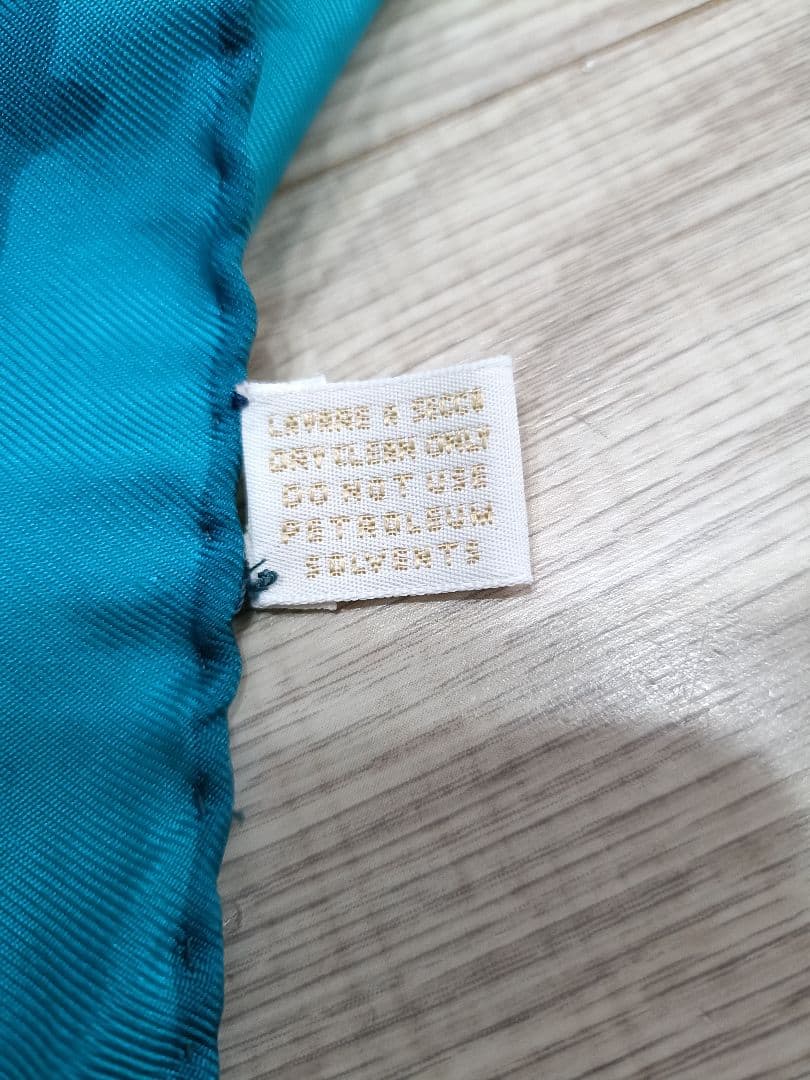 LAVARE A SECCO
DRYCLEAN ONLY
DO NOT USE
PETROLEUM
SOLVENTS